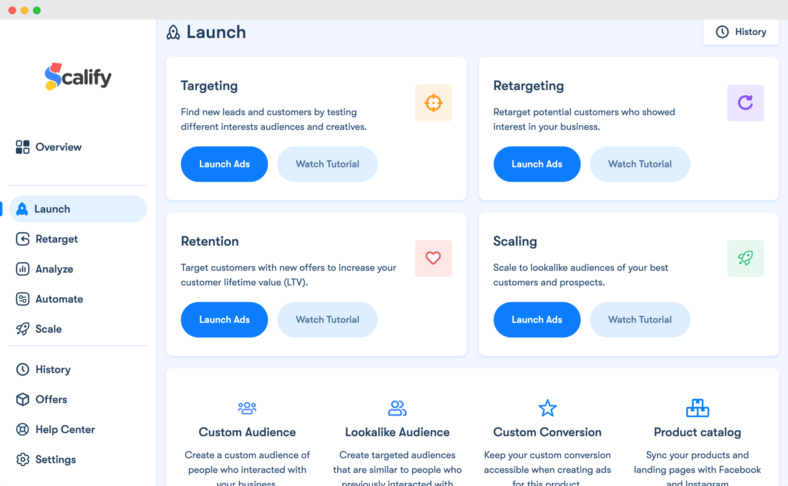 Launch
History
Scalify
Overview
Launch
Retarget
Analyze
Automate
Scale
History
Offers
Help Center
Settings
Targeting
Find new leads and customers by testing
different interests audiences and creatives.
Launch Ads
Watch Tutorial
Retargeting
Retarget potential customers who showed
interest in your business.
Launch Ads
Watch Tutorial
Retention
Target customers with new offers to increase your
customer lifetime value (LTV).
Launch Ads
Watch Tutorial
Scaling
Scale to lookalike audiences of your best
customers and prospects.
Launch Ads
Watch Tutorial
Custom Audience
Create a custom audience of
people who interacted with
your business
Lookalike Audience
Create targeted audiences
that are similar to people who
previously interacted with
Custom Conversion
Keep your custom conversion
accessible when creating ads
for this product
Product catalog
Sync your products and
landing pages with Facebook
and Instagram